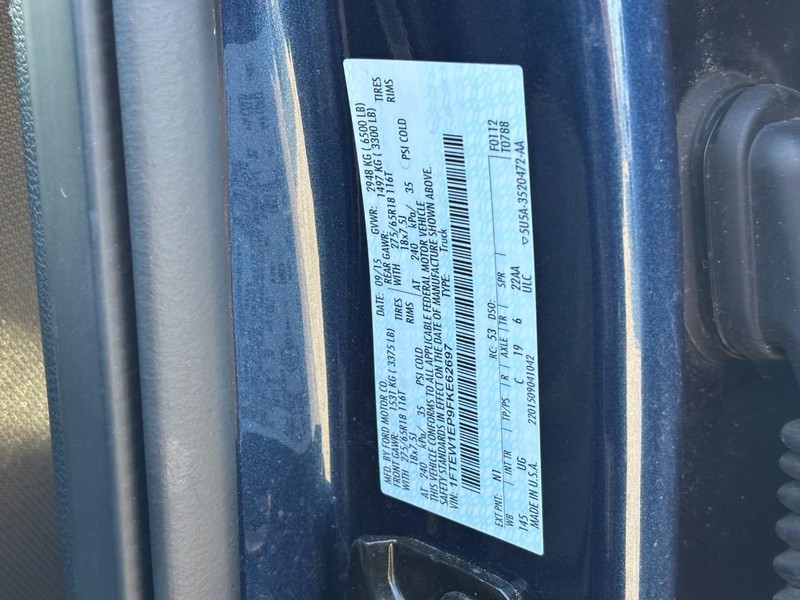 MFD. BY FORD MOTOR CO.
DATE: 09/15 GVWR: 2948 KG ( 6500 LB)
FRONT GAWR: 1531 KG ( 3375 LB) REAR GAWR: 1497 KG ( 3300 LB)
WITH 275/65R18 116T TIRES WITH 275/65R18 116T TIRES
18x7.5J RIMS 18x7.5J RIMS
AT 240 kPa/ 35 PSI COLD AT 240 kPa/ 35 PSI COLD
THIS VEHICLE CONFORMS TO ALL APPLICABLE FEDERAL MOTOR VEHICLE
SAFETY STANDARDS IN EFFECT ON THE DATE OF MANUFACTURE SHOWN ABOVE.
VIN: 1FTEW1EP9FKE62697 TYPE: Truck
EXT PNT: N1 RC: 53 DSO: F0112
WB INT TR TP/PS R AXLE TR SPR T0788
145 UG C 19 6 22AA
MADE IN U.S.A. 2201509041042 ULC ▽5U5A-3520472-AA